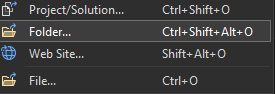 Project/Solution... Ctrl+Shift+O
Folder... Ctrl+Shift+Alt+O
Web Site... Shift+Alt+O
File... Ctrl+O